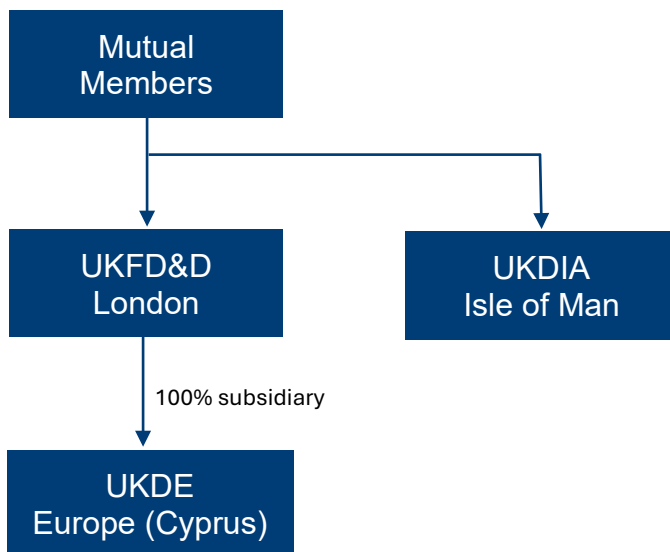 Mutual
Members
UKFD&D
London
UKDIA
Isle of Man
100% subsidiary
UKDE
Europe (Cyprus)